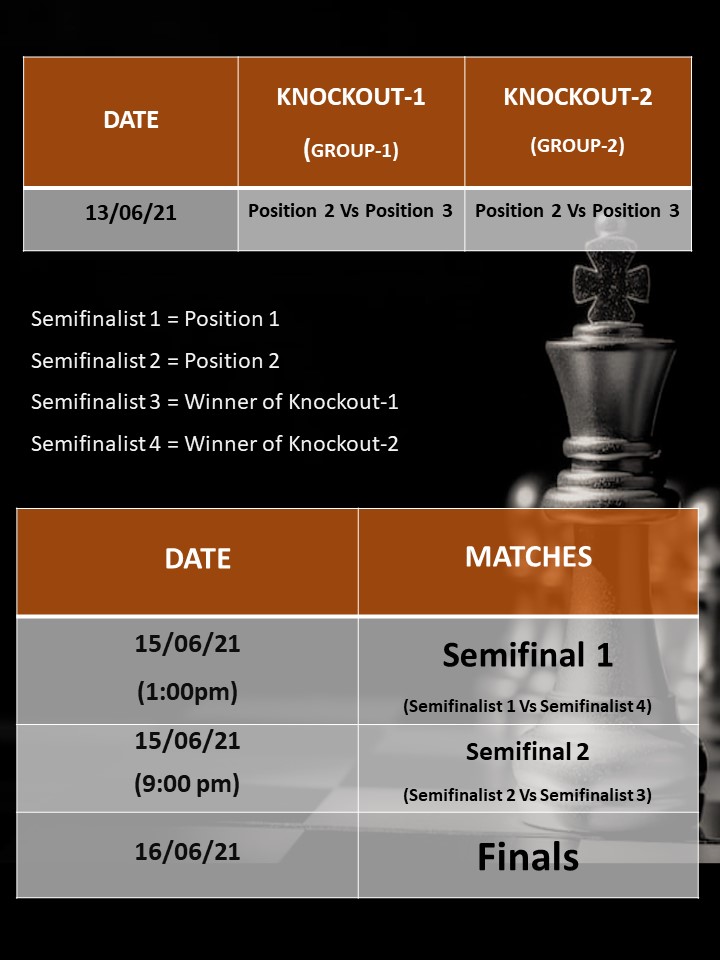 DATE
KNOCKOUT-1
(GROUP-1)
KNOCKOUT-2
(GROUP-2)
13/06/21
Position 2 Vs Position 3
Position 2 Vs Position 3
Semifinalist 1 = Position 1
Semifinalist 2 = Position 2
Semifinalist 3 = Winner of Knockout-1
Semifinalist 4 = Winner of Knockout-2
DATE
MATCHES
15/06/21
(1:00pm)
Semifinal 1
(Semifinalist 1 Vs Semifinalist 4)
15/06/21
(9:00 pm)
Semifinal 2
(Semifinalist 2 Vs Semifinalist 3)
16/06/21
Finals